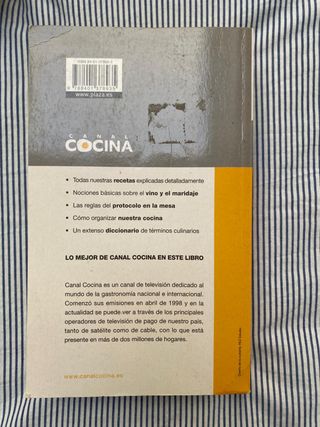 www.plaza.es
CANAL
COCINA
• Todas nuestras recetas explicadas detalladamente
• Nociones básicas sobre el vino y el maridaje
• Las reglas del protocolo en la mesa
• Cómo organizar nuestra cocina
• Un extenso diccionario de términos culinarios
LO MEJOR DE CANAL COCINA EN ESTE LIBRO
Canal Cocina es un canal de televisión dedicado al
mundo de la gastronomía nacional e internacional.
Comenzó sus emisiones en abril de 1998 y en la
actualidad se puede ver a través de los principales
operadores de televisión de pago de nuestro país,
tanto de satélite como de cable, con lo que está
presente en más de dos millones de hogares.
www.canalcocina.es